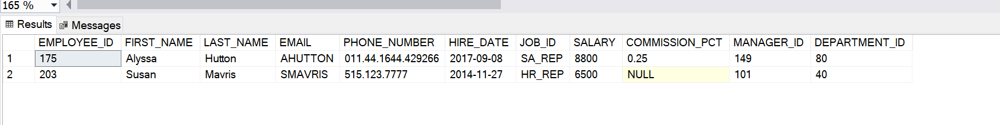 165 %
Results Messages
EMPLOYEE_ID FIRST_NAME LAST_NAME EMAIL PHONE_NUMBER HIRE_DATE JOB_ID SALARY COMMISSION_PCT MANAGER_ID DEPARTMENT_ID
1 175 Alyssa Hutton AHUTTON 011.44.1644.429266 2017-09-08 SA_REP 8800 0.25 149 80
2 203 Susan Mavris SMAVRIS 515.123.7777 2014-11-27 HR_REP 6500 NULL 101 40